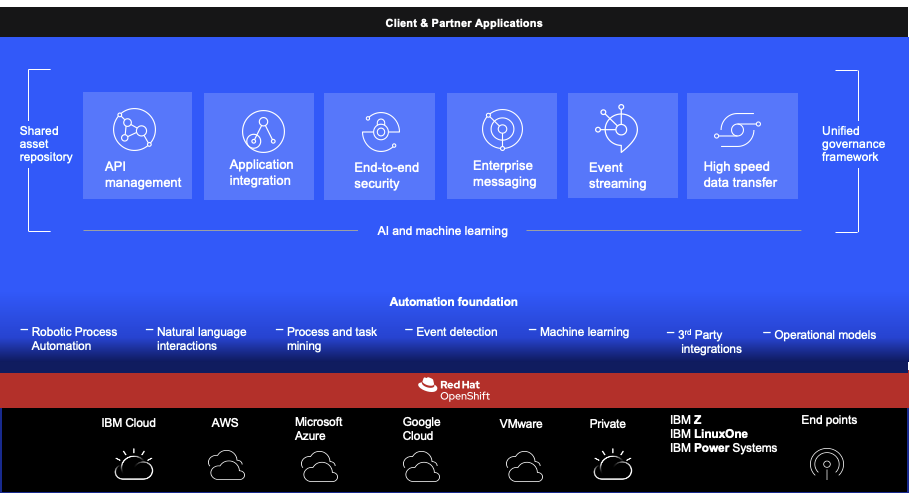 Client & Partner Applications
Shared
asset
repository
API
management
Application
integration
End-to-end
security
Enterprise
messaging
Event
streaming
High speed
data transfer
Unified
governance
framework
AI and machine learning
Automation foundation
– Robotic Process
Automation
– Natural language
interactions
– Process and task
mining
– Event detection
– Machine learning
– 3rd Party
integrations
– Operational models
Red Hat
OpenShift
IBM Cloud
AWS
Microsoft
Azure
Google
Cloud
VMware
Private
IBM Z
IBM LinuxOne
IBM Power Systems
End points